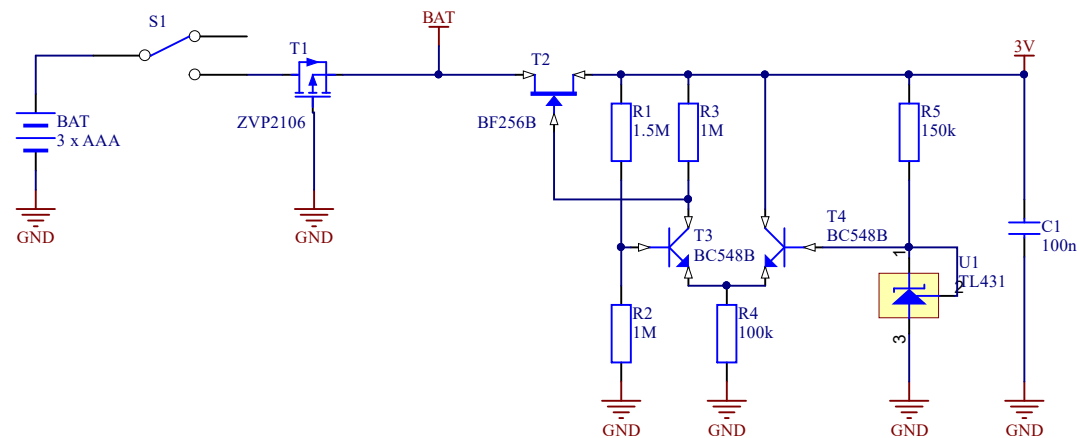 S1
BAT
3 x AAA
GND
T1
ZVP2106
GND
BAT
T2
BF256B
R1
1.5M
R3
1M
R5
150k
3V
T3
BC548B
T4
BC548B
1
U1
TL431
2
3
C1
100n
R2
1M
R4
100k
GND
GND
GND
GND